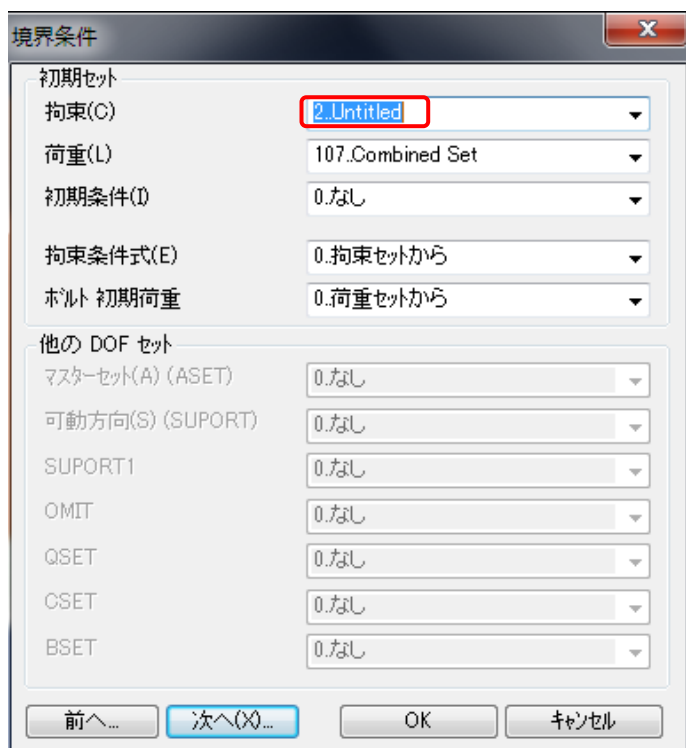 境界条件
初期セット
拘束(C) 2..Untitled
荷重(L) 107..Combined Set
初期条件(I) 0..なし
拘束条件式(E) 0..拘束セットから
ボルト 初期荷重 0..荷重セットから
他の DOF セット
マスターセット(A) (ASET) 0..なし
可動方向(S) (SUPORT) 0..なし
SUPORT1 0..なし
OMIT 0..なし
QSET 0..なし
CSET 0..なし
BSET 0..なし
前へ... 次へ(X)... OK キャンセル